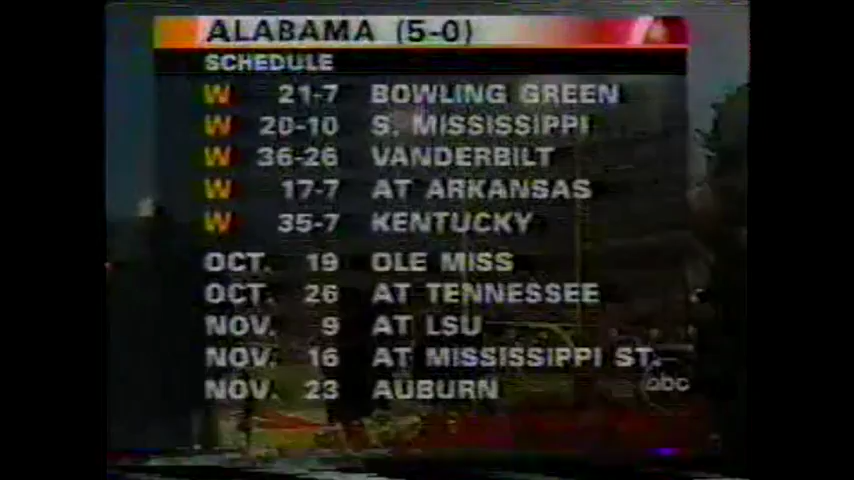 ALABAMA (5-0)
SCHEDULE
W 21-7 BOWLING GREEN
W 20-10 S. MISSISSIPPI
W 36-26 VANDERBILT
W 17-7 AT ARKANSAS
W 35-7 KENTUCKY
OCT. 19 OLE MISS
OCT. 26 AT TENNESSEE
NOV. 9 AT LSU
NOV. 16 AT MISSISSIPPI ST.
NOV. 23 AUBURN
abc